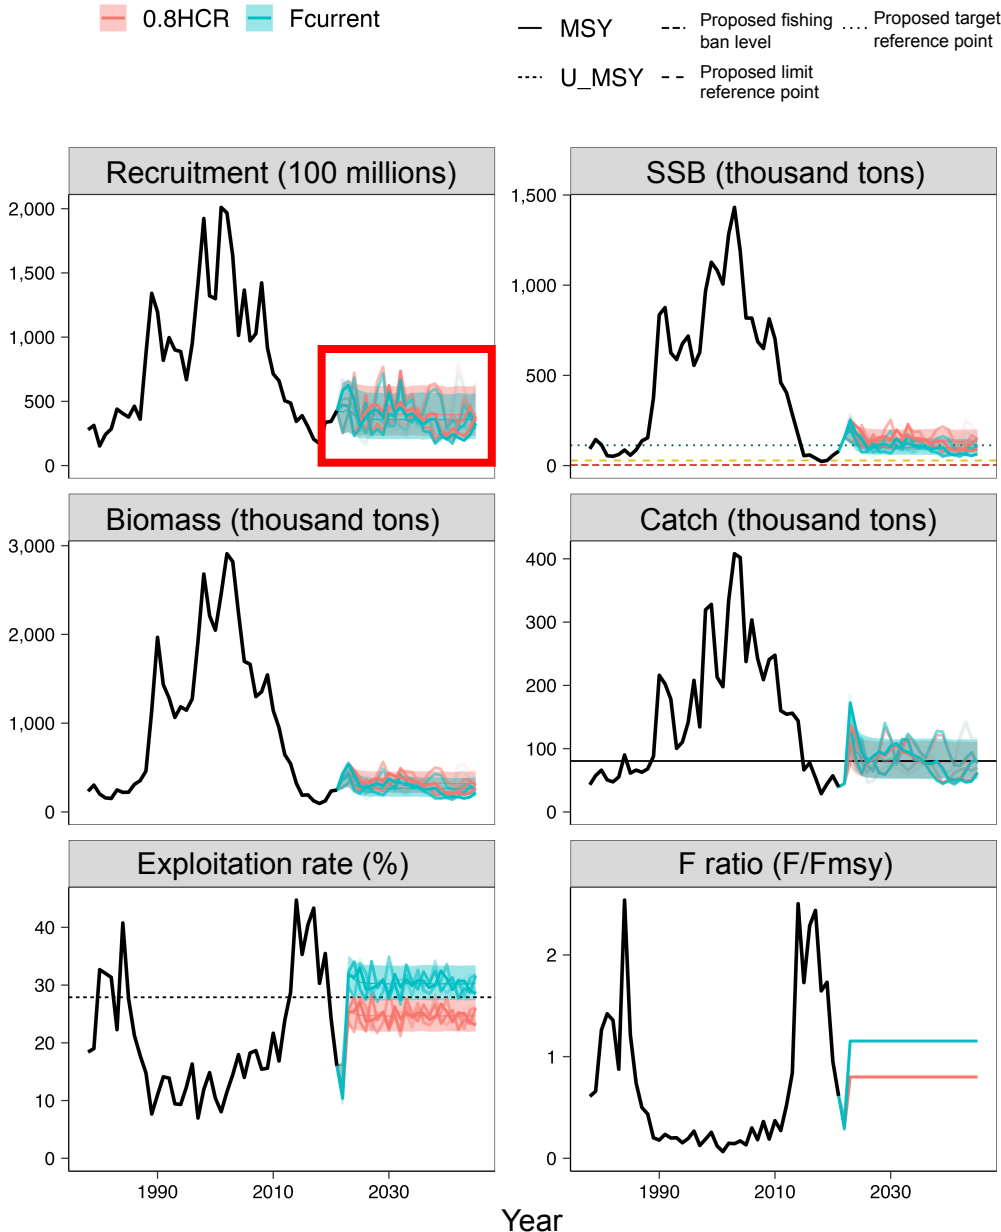 0.8HCR
Fcurrent
MSY
Proposed fishing
ban level
Proposed target
reference point
U_MSY
Proposed limit
reference point
Recruitment (100 millions)
2,000
1,500
1,000
500
0
SSB (thousand tons)
1,500
1,000
500
0
Biomass (thousand tons)
3,000
2,000
1,000
0
Catch (thousand tons)
400
300
200
100
0
Exploitation rate (%)
40
30
20
10
0
1990
2010
2030
F ratio (F/Fmsy)
2
1
0
1990
2010
2030
Year